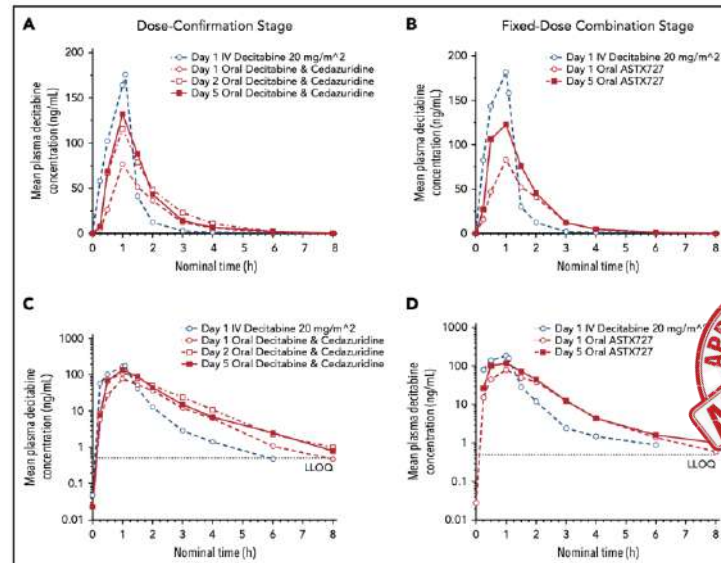 Dose-Confirmation Stage
Fixed-Dose Combination Stage
A
B
Mean plasma decitabine
concentration (ng/mL)
200
150
100
50
0
Day 1 IV Decitabine 20 mg/m^2
Day 1 Oral Decitabine & Cedazuridine
Day 2 Oral Decitabine & Cedazuridine
Day 5 Oral Decitabine & Cedazuridine
0 1 2 3 4 5 6 7 8
Nominal time (h)
Mean plasma decitabine
concentration (ng/mL)
200
150
100
50
0
Day 1 IV Decitabine 20 mg/m^2
Day 1 Oral ASTX727
Day 5 Oral ASTX727
0 1 2 3 4 5 6 7 8
Nominal time (h)
C
D
Mean plasma decitabine
concentration (ng/mL)
1000
100
10
1
0.1
0.01
Day 1 IV Decitabine 20 mg/m^2
Day 1 Oral Decitabine & Cedazuridine
Day 2 Oral Decitabine & Cedazuridine
Day 5 Oral Decitabine & Cedazuridine
LLOQ
0 1 2 3 4 5 6 7 8
Nominal time (h)
Mean plasma decitabine
concentration (ng/mL)
1000
100
10
1
0.1
0.01
Day 1 IV Decitabine 20 mg/m^2
Day 1 Oral ASTX727
Day 5 Oral ASTX727
LLOQ
0 1 2 3 4 5 6 7 8
Nominal time (h)